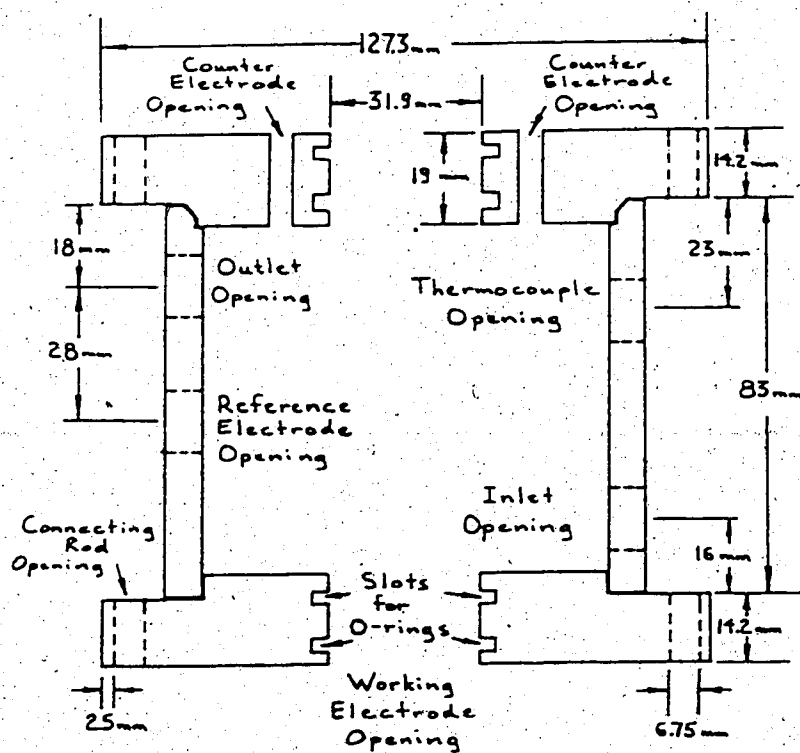 127.3mm
Counter
Electrode
Opening
Counter
Electrode
Opening
31.9mm
19 mm
14.2mm
18mm
23mm
Outlet
Opening
Thermocouple
Opening
28mm
83mm
Reference
Electrode
Opening
Inlet
Opening
Connecting
Rod
Opening
16mm
Slots
for
O-rings
14.2mm
Working
Electrode
Opening
25mm
6.75mm